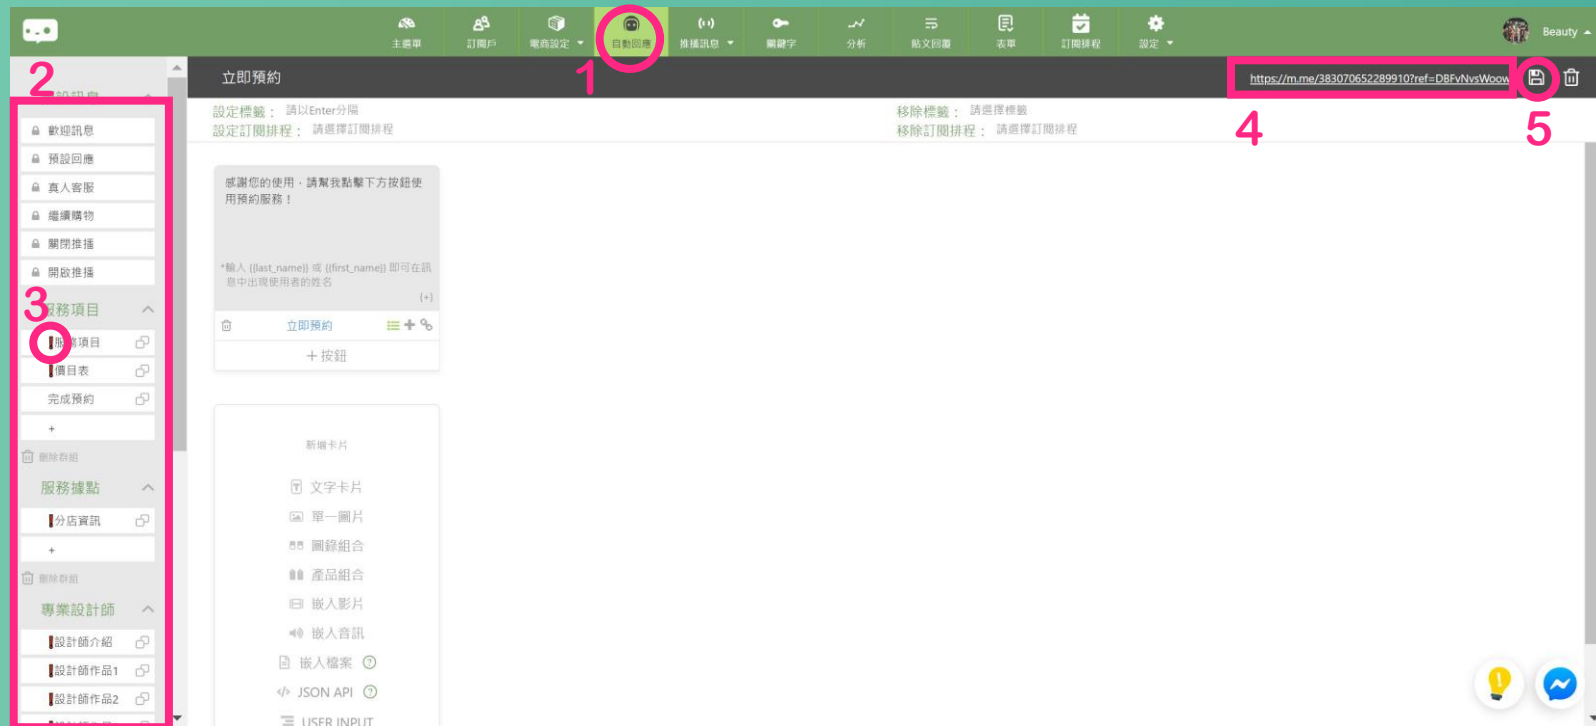 主選單
訂閱戶
電商設定
自動回應
推播訊息
關鍵字
分析
貼文回覆
表單
訂閱排程
設定
Beauty
1
2
立即預約
https://m.me/383070652289910?ref=DBFvNvsWoow
4
5
設定標籤： 請以Enter分隔
移除標籤： 請選擇標籤
設定訂閱排程： 請選擇訂閱排程
移除訂閱排程： 請選擇訂閱排程
歡迎訊息
預設回應
真人客服
繼續購物
關閉推播
開啟推播
3
服務項目
服務項目
價目表
完成預約
+
刪除群組
服務據點
分店資訊
+
刪除群組
專業設計師
設計師介紹
設計師作品1
設計師作品2
感謝您的使用，請幫我點擊下方按鈕使
用預約服務！
*輸入 {{last_name}} 或 {{first_name}} 即可在訊
息中出現使用者的姓名
{+}
立即預約
+ 按鈕
新增卡片
文字卡片
單一圖片
圖錄組合
產品組合
嵌入影片
嵌入音訊
嵌入檔案
JSON API
USER INPUT